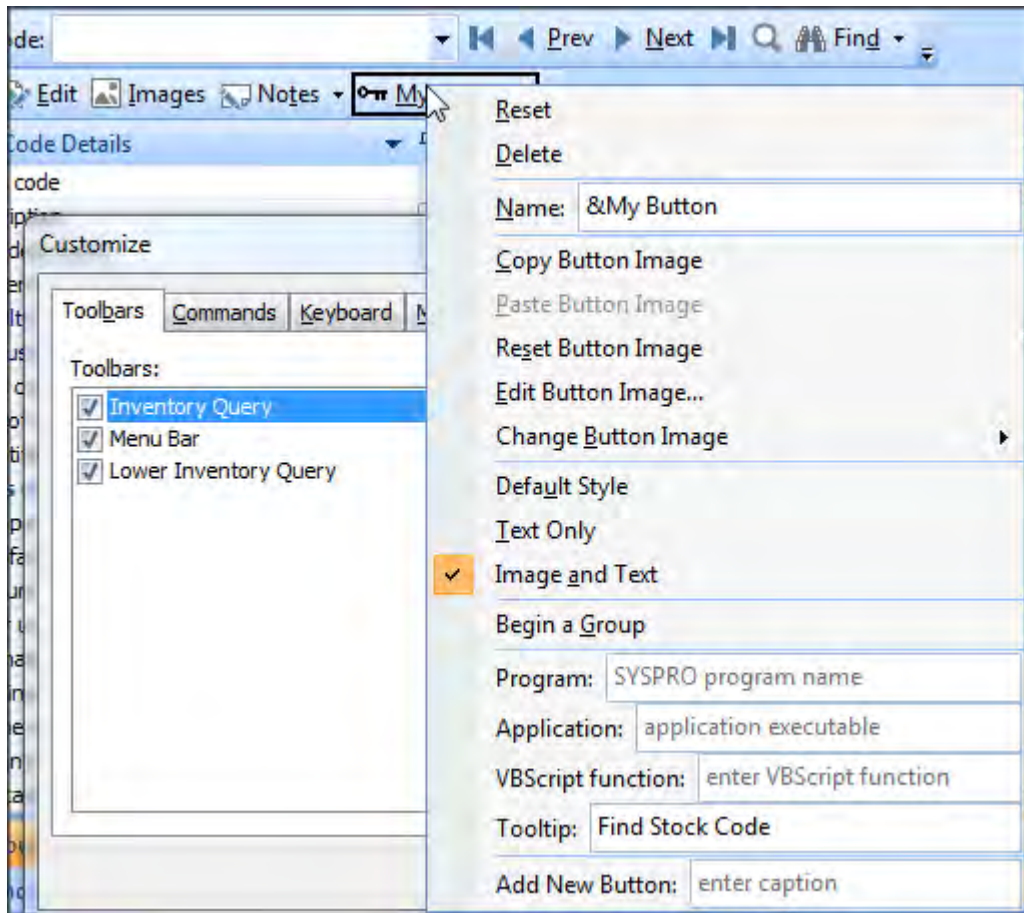 Prev Next Find
Edit Images Notes My
Code Details
code
Customize
Toolbars Commands Keyboard
Toolbars:
Inventory Query
Menu Bar
Lower Inventory Query
Reset
Delete
Name: &My Button
Copy Button Image
Paste Button Image
Reset Button Image
Edit Button Image...
Change Button Image
Default Style
Text Only
Image and Text
Begin a Group
Program: SYSPRO program name
Application: application executable
VBScript function: enter VBScript function
Tooltip: Find Stock Code
Add New Button: enter caption